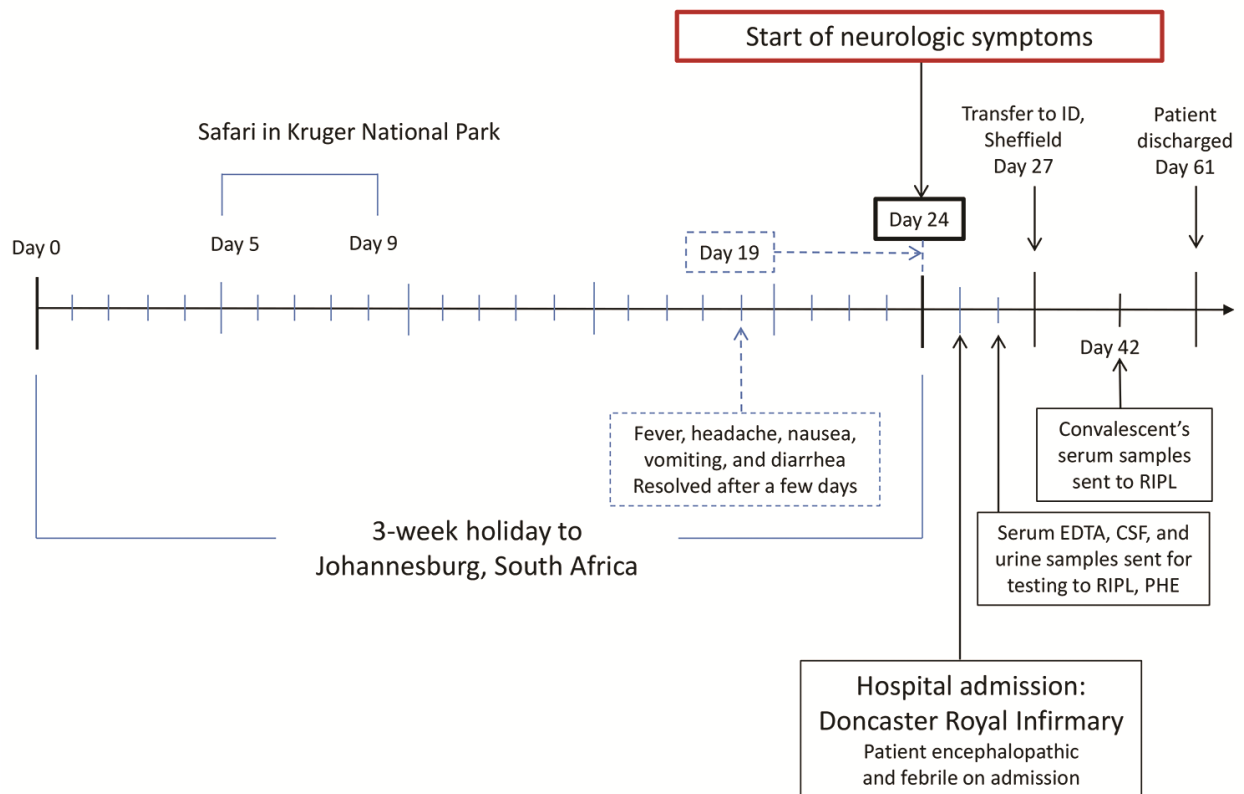 Start of neurologic symptoms
Safari in Kruger National Park
Transfer to ID,
Sheffield
Day 27
Patient
discharged
Day 61
Day 0
Day 5
Day 9
Day 19
Day 24
Day 42
Fever, headache, nausea,
vomiting, and diarrhea
Resolved after a few days
Convalescent's
serum samples
sent to RIPL
3-week holiday to
Johannesburg, South Africa
Serum EDTA, CSF, and
urine samples sent for
testing to RIPL, PHE
Hospital admission:
Doncaster Royal Infirmary
Patient encephalopathic
and febrile on admission